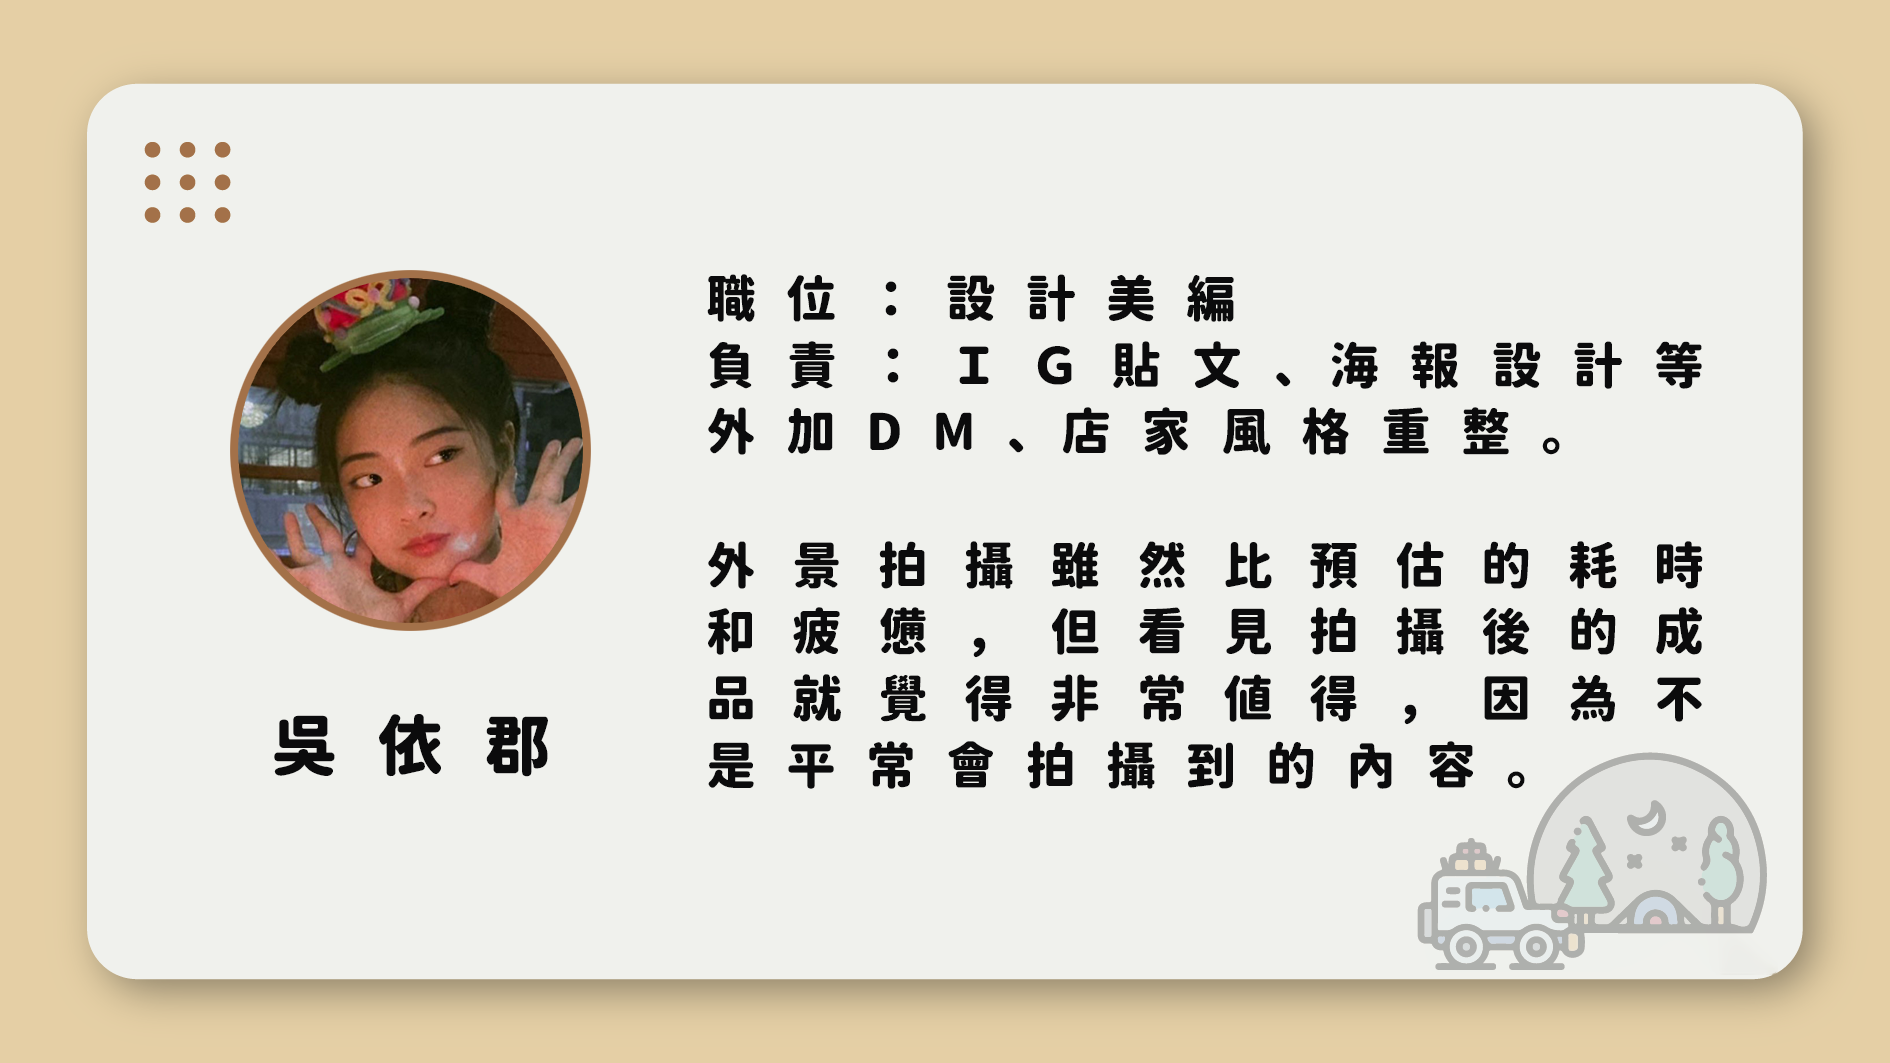 職位：設計美編
負責：IG貼文、海報設計等
外加DM、店家風格重整。
外景拍攝雖然比預估的耗時
和疲憊，但看見拍攝後的成
品就覺得非常值得，因為不
是平常會拍攝到的內容。
吳依郡